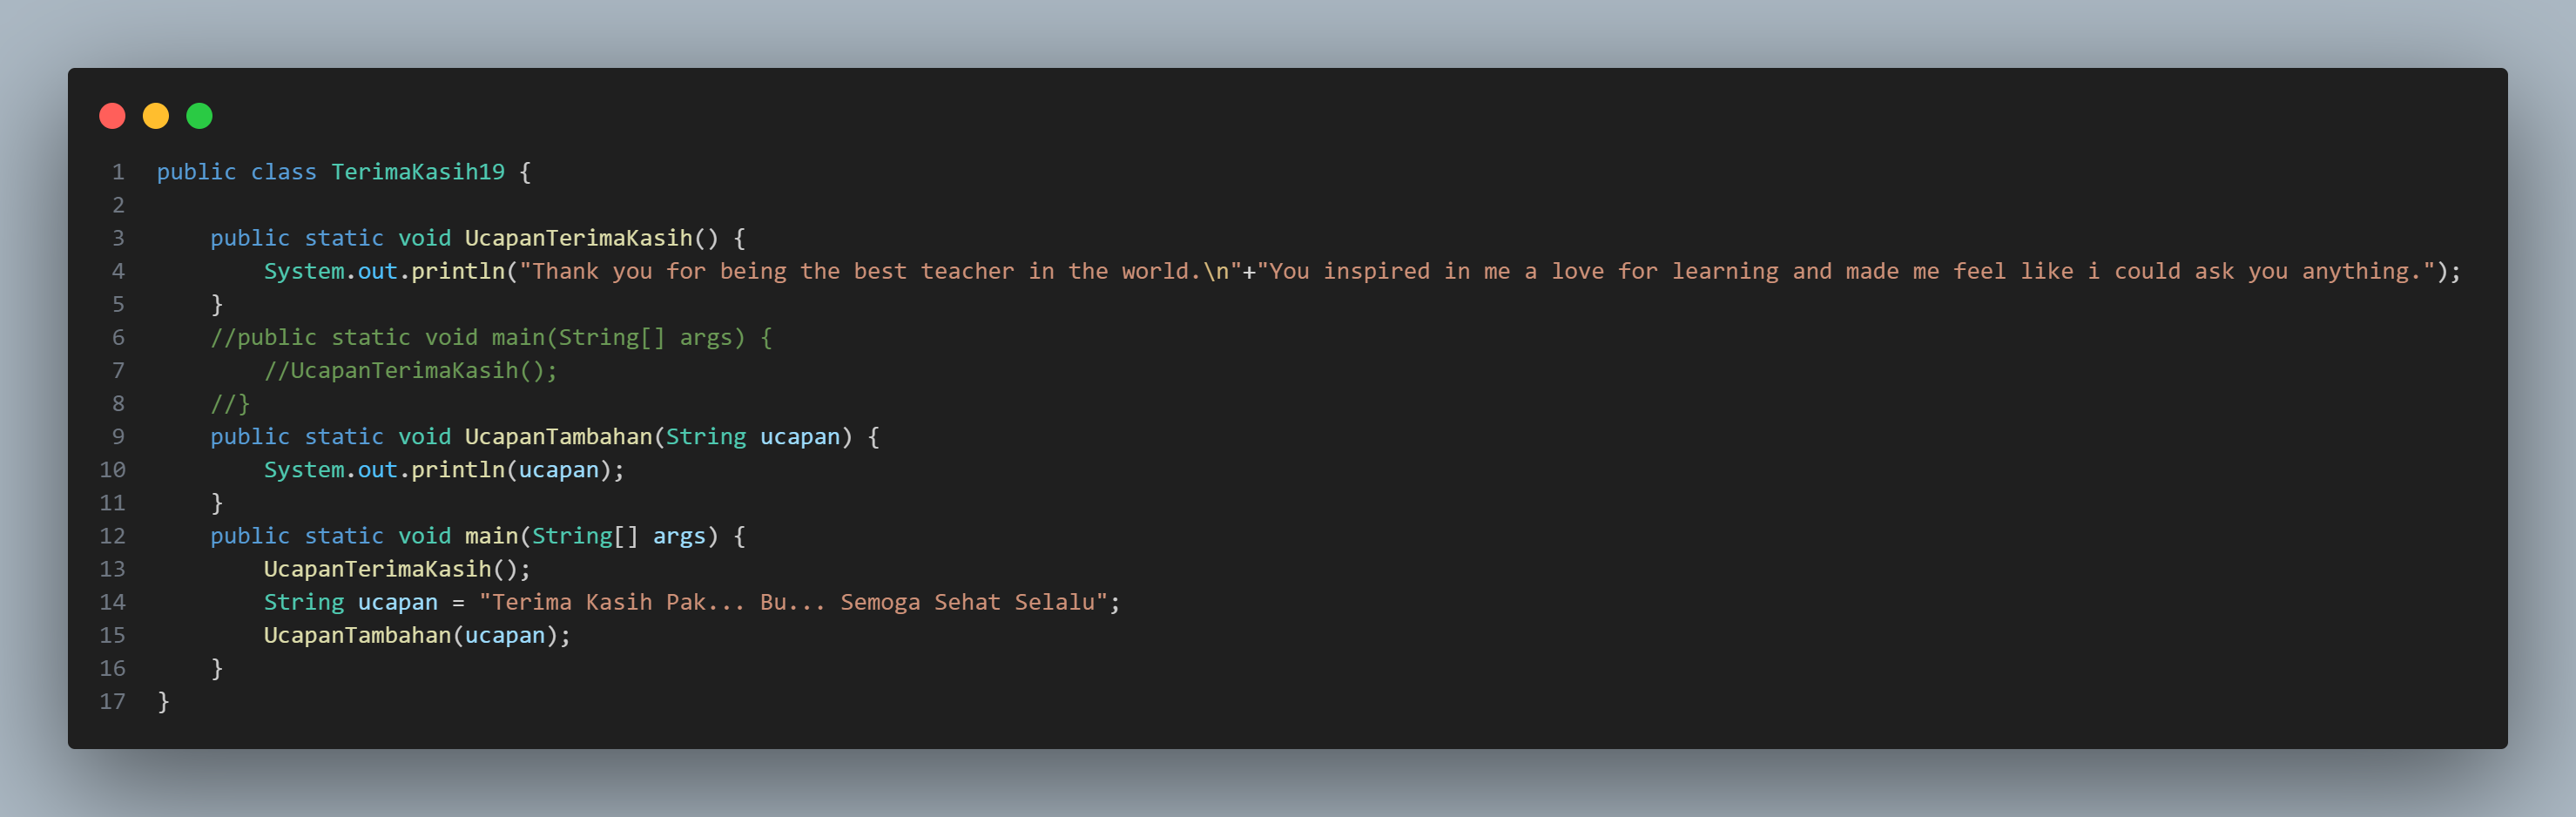 1 public class TerimaKasih19 {
2
3     public static void UcapanTerimaKasih() {
4         System.out.println("Thank you for being the best teacher in the world.\n"+"You inspired in me a love for learning and made me feel like i could ask you anything.");
5     }
6     //public static void main(String[] args) {
7         //UcapanTerimaKasih();
8     //}
9     public static void UcapanTambahan(String ucapan) {
10         System.out.println(ucapan);
11     }
12     public static void main(String[] args) {
13         UcapanTerimaKasih();
14         String ucapan = "Terima Kasih Pak... Bu... Semoga Sehat Selalu";
15         UcapanTambahan(ucapan);
16     }
17 }